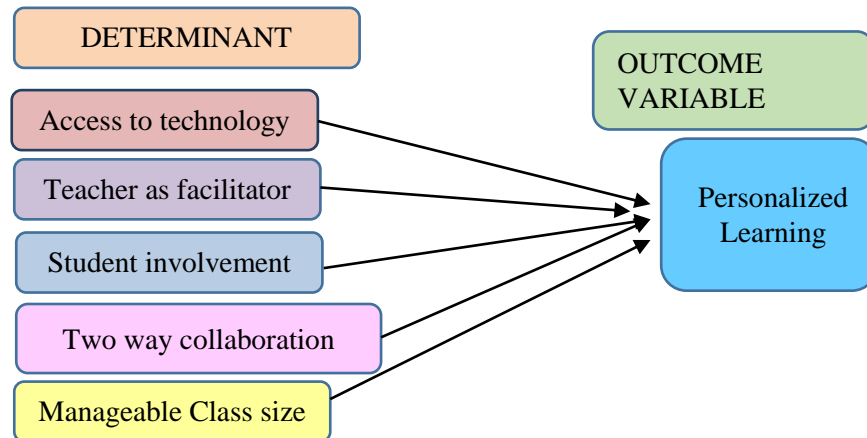 DETERMINANT
OUTCOME
VARIABLE
Access to technology
Teacher as facilitator
Student involvement
Two way collaboration
Manageable Class size
Personalized
Learning